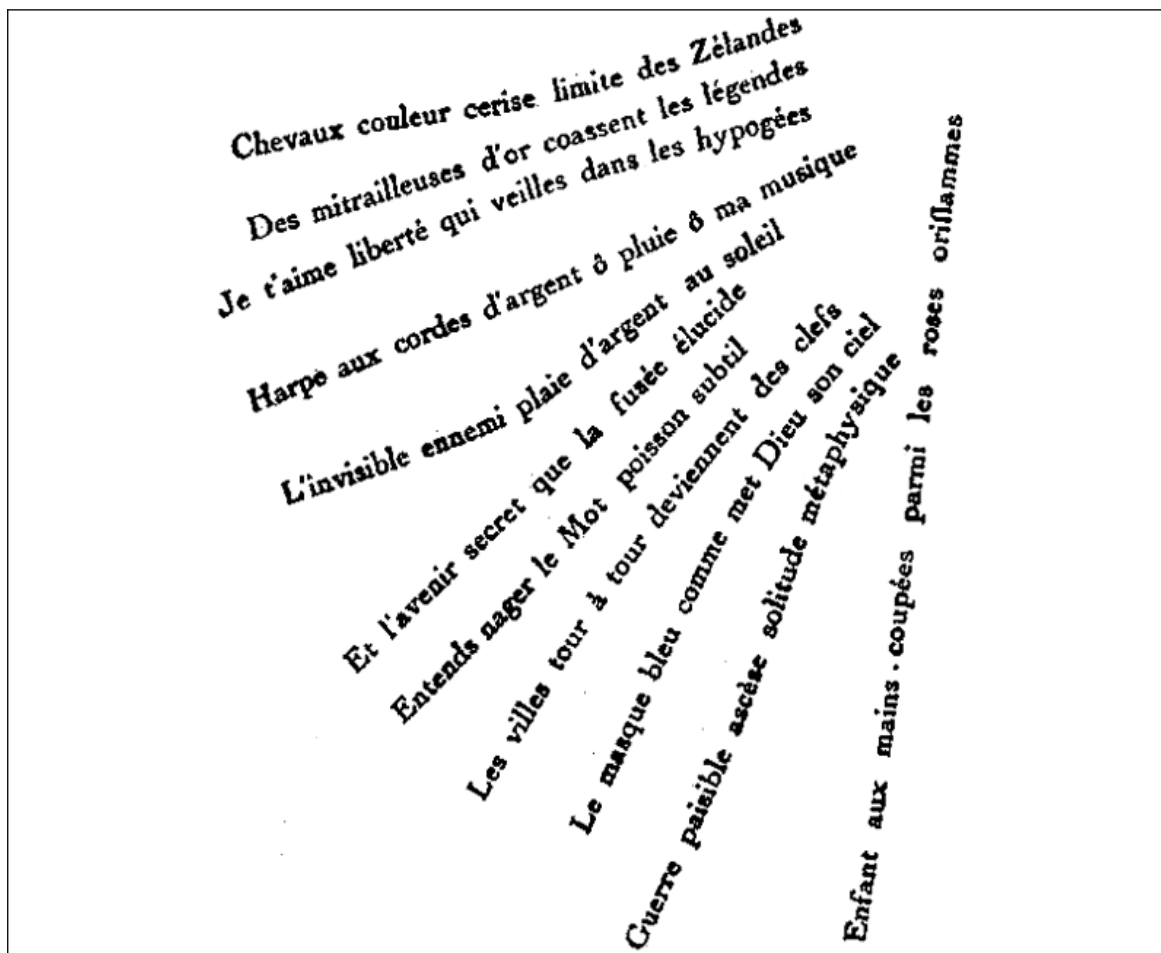 Chevaux couleur cerise limite des Zélandes
Des mitrailleuses d'or coassent les légendes
Je t'aime liberté qui veilles dans les hypogées
Harpe aux cordes d'argent ô pluie ô ma musique
L'invisible ennemi plaie d'argent au soleil
Et l'avenir secret que la fusée élucide
Entends nager le Mot poisson subtil
Les villes tour à tour deviennent des clefs
Le masque bleu comme met Dieu son ciel
Guerre paisible ascèse solitude métaphysique
Enfant aux mains coupées parmi les roses oriflammes